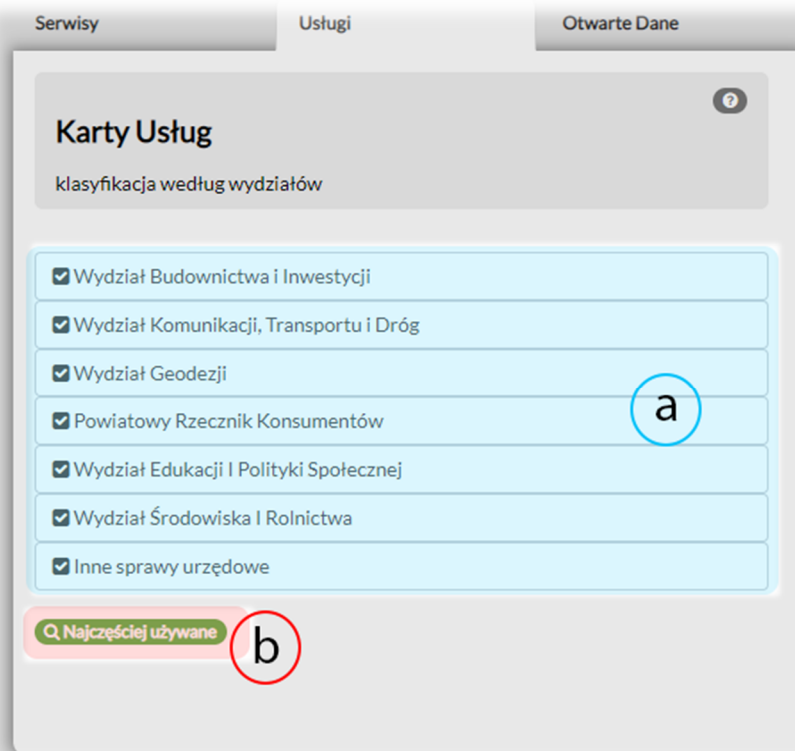 Serwisy Usługi Otwarte Dane
?
Karty Usług
klasyfikacja według wydziałów
Wydział Budownictwa i Inwestycji
Wydział Komunikacji, Transportu i Dróg
Wydział Geodezji
a
Powiatowy Rzecznik Konsumentów
Wydział Edukacji I Polityki Społecznej
Wydział Środowiska I Rolnictwa
Inne sprawy urzędowe
Najczęściej używane
b